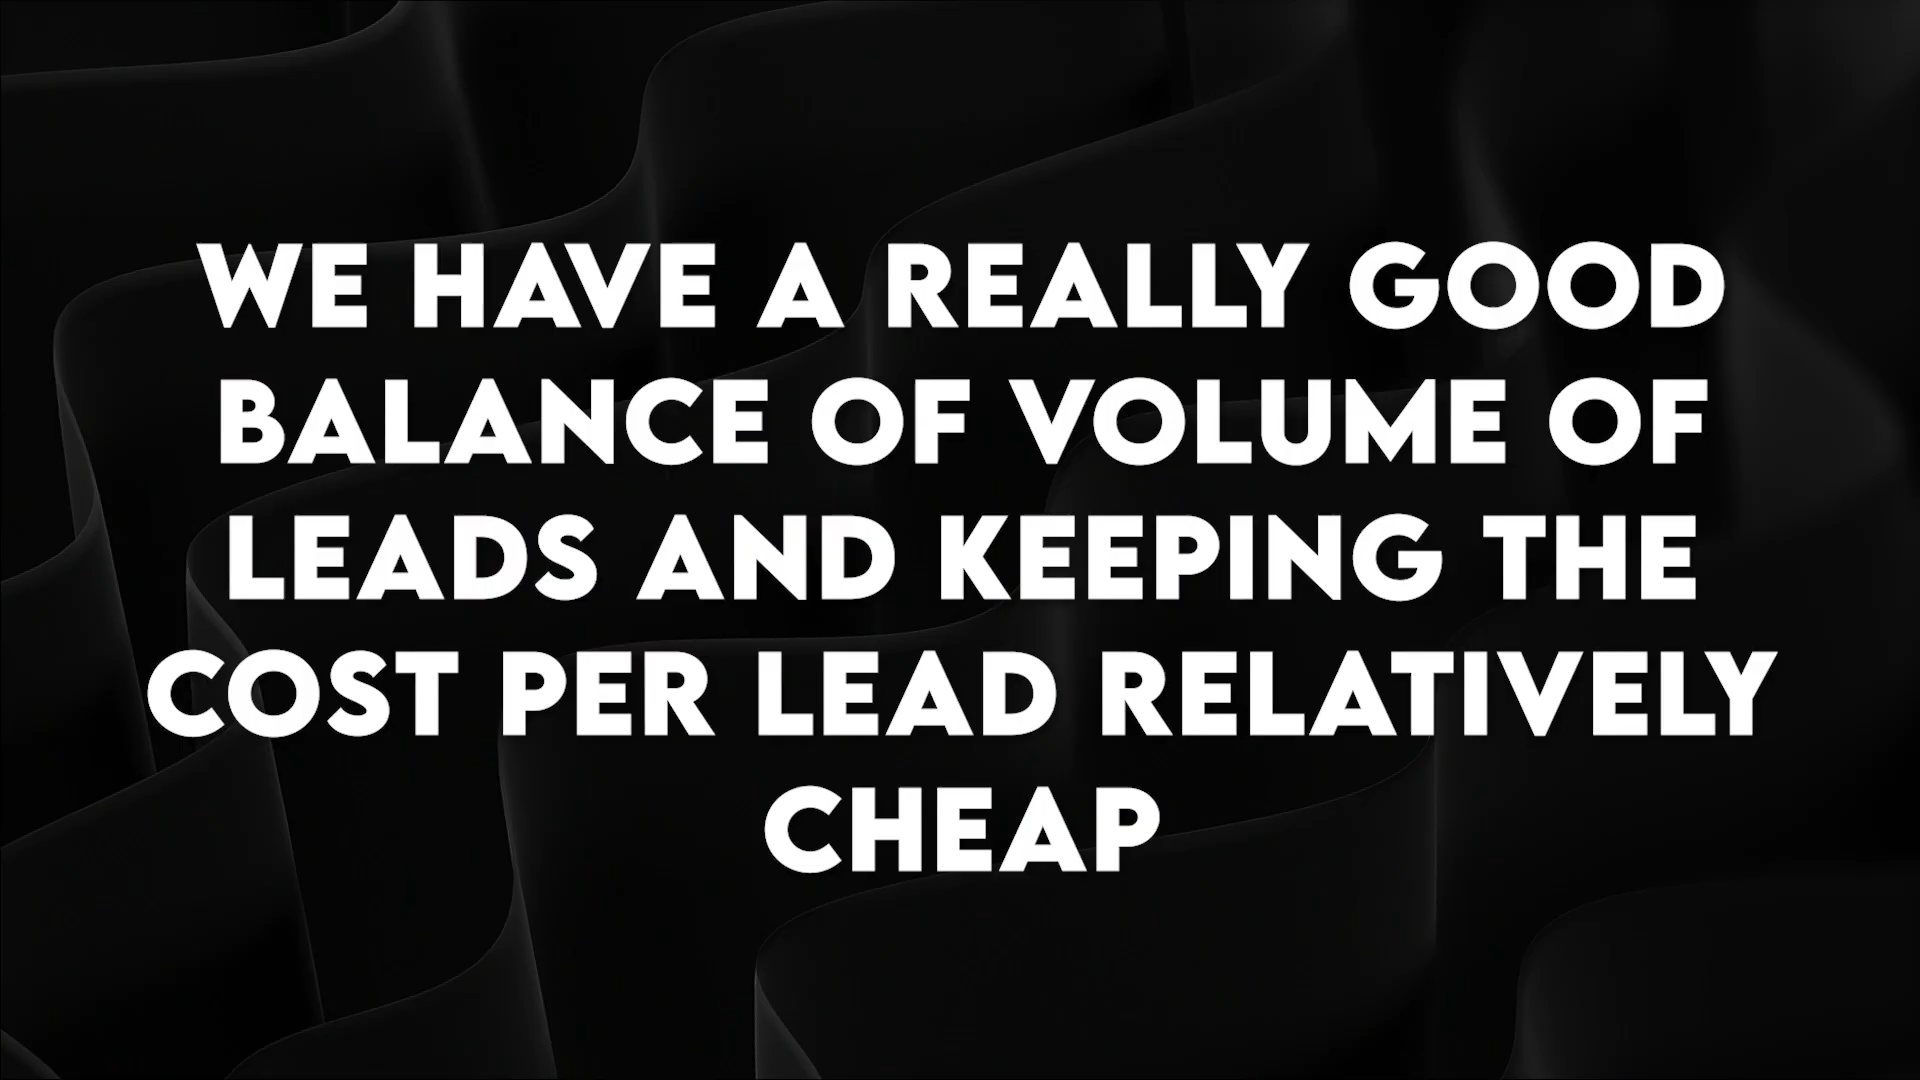 WE HAVE A REALLY GOOD
BALANCE OF VOLUME OF
LEADS AND KEEPING THE
COST PER LEAD RELATIVELY
CHEAP